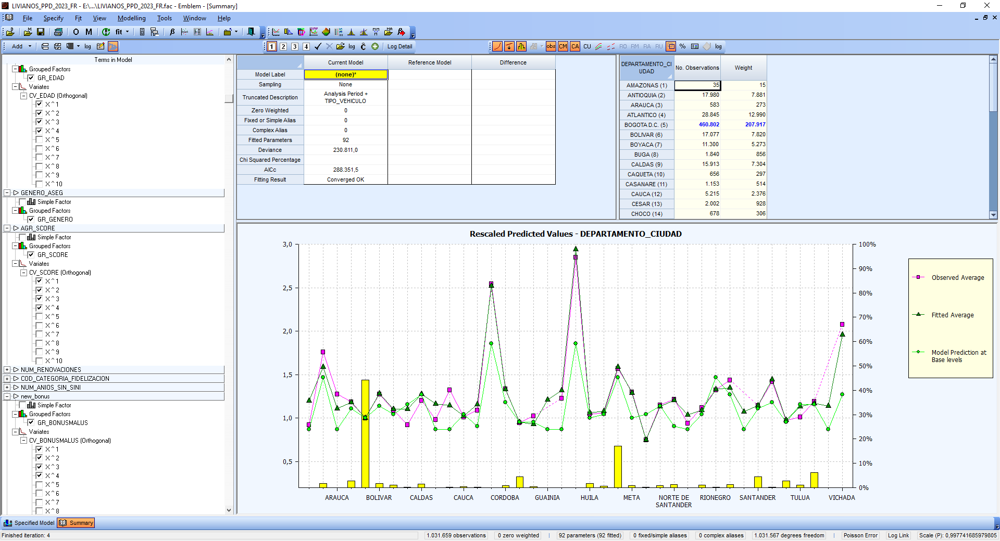 LIVIANOS_PPD_2023_FR - E:\...\LIVIANOS_PPD_2023_FR.fac - Emblem - [Summary]
File Specify Fit View Modelling Tools Window Help
O M fit β
Add log 1 2 3 4 log Ĉ Log Detail obs CM CA CU RO RM RA RU % log
Terms in Model
Grouped Factors
GR_EDAD
Variates
CV_EDAD (Orthogonal)
X ^ 1
X ^ 2
X ^ 3
X ^ 4
X ^ 5
X ^ 6
X ^ 7
X ^ 8
X ^ 9
X ^ 10
GENERO_ASEG
Simple Factor
Grouped Factors
GR_GENERO
AGR_SCORE
Simple Factor
Grouped Factors
GR_SCORE
Variates
CV_SCORE (Orthogonal)
X ^ 1
X ^ 2
X ^ 3
X ^ 4
X ^ 5
X ^ 6
X ^ 7
X ^ 8
X ^ 9
X ^ 10
NUM_RENOVACIONES
COD_CATEGORIA_FIDELIZACION
NUM_ANIOS_SIN_SINI
new_bonus
Simple Factor
Grouped Factors
GR_BONUSMALUS
Variates
CV_BONUSMALUS (Orthogonal)
X ^ 1
X ^ 2
X ^ 3
X ^ 4
X ^ 5
X ^ 6
X ^ 7
X ^ 8
Current Model Reference Model Difference
Model Label (none)*
Sampling None
Truncated Description Analysis Period +
TIPO_VEHICULO
Zero Weighted 0
Fixed or Simple Alias 0
Complex Alias 0
Fitted Parameters 92
Deviance 230.811,0
Chi Squared Percentage
AICc 288.351,5
Fitting Result Converged OK
DEPARTAMENTO_CI
UDAD No. Observations Weight
AMAZONAS (1) 35 15
ANTIOQUIA (2) 17.980 7.881
ARAUCA (3) 583 273
ATLANTICO (4) 28.845 12.990
BOGOTA D.C. (5) 460.802 207.917
BOLIVAR (6) 17.077 7.820
BOYACA (7) 11.300 5.273
BUGA (8) 1.840 856
CALDAS (9) 15.913 7.304
CAQUETA (10) 656 297
CASANARE (11) 1.153 514
CAUCA (12) 5.215 2.376
CESAR (13) 2.002 928
CHOCO (14) 678 306
Rescaled Predicted Values - DEPARTAMENTO_CIUDAD
3,0
2,5
2,0
1,5
1,0
0,5
100%
90%
80%
70%
60%
50%
40%
30%
20%
10%
0%
ARAUCA BOLIVAR CALDAS CAUCA CORDOBA GUAINIA HUILA META NORTE DE
SANTANDER RIONEGRO SANTANDER TULUA VICHADA
Observed Average
Fitted Average
Model Prediction at
Base levels
Specified Model Summary
Finished iteration: 4 1.031.659 observations 0 zero weighted 92 parameters (92 fitted) 0 fixed/simple aliases 0 complex aliases 1.031.567 degrees freedom Poisson Error Log Link Scale (P): 0,997741685979805